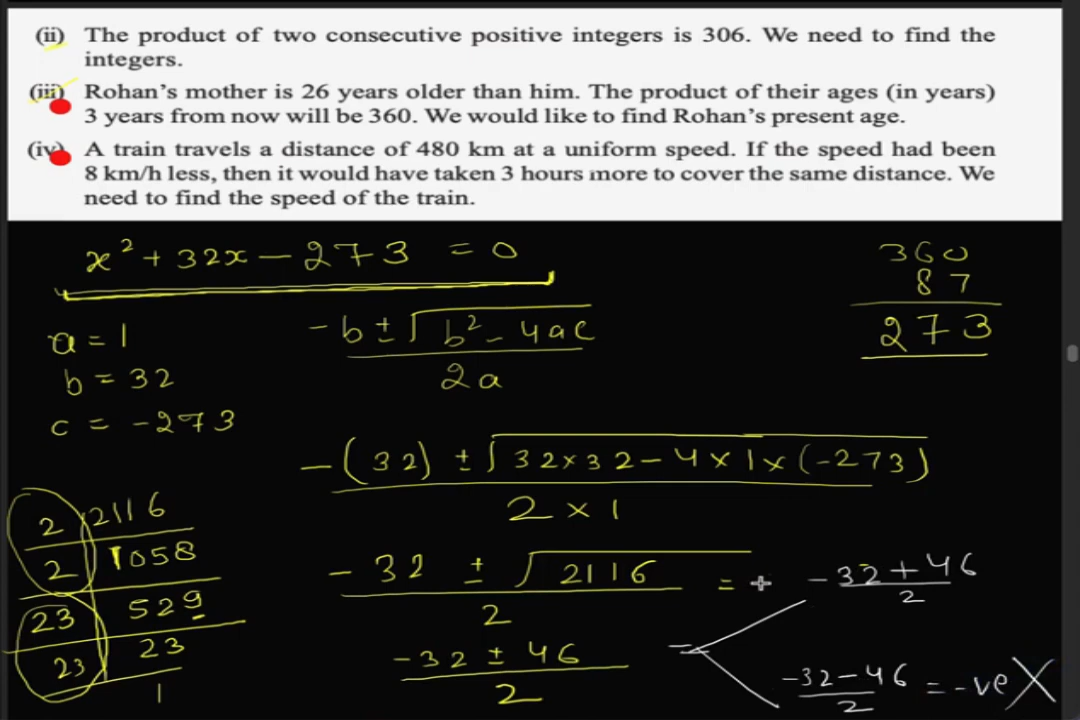 (ii) The product of two consecutive positive integers is 306. We need to find the
integers.
(iii) Rohan's mother is 26 years older than him. The product of their ages (in years)
3 years from now will be 360. We would like to find Rohan's present age.
(iv) A train travels a distance of 480 km at a uniform speed. If the speed had been
8 km/h less, then it would have taken 3 hours more to cover the same distance. We
need to find the speed of the train.
x² + 32x - 273 = 0
360
87
273
a = 1
b = 32
c = -273
-b ± √b² - 4ac
2a
-(32) ± √32×32 - 4×1×(-273)
2 × 1
2 2116
2 1058
23 529
23 23
1
-32 ± √2116
2
= + -32 + 46
2
-32 ± 46
2
= -32 - 46
2
= -ve X